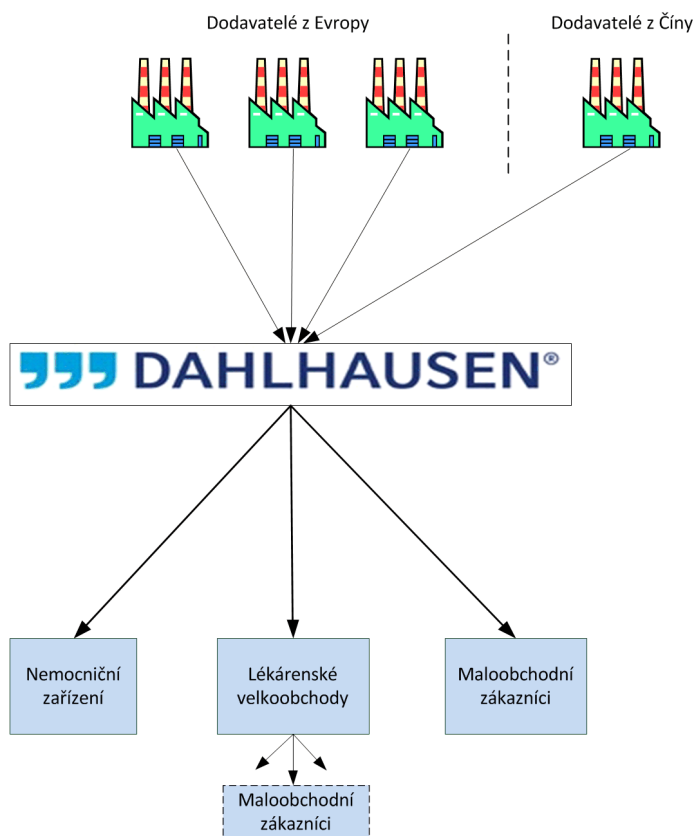 Dodavatelé z Evropy
Dodavatelé z Číny
DAHLHAUSEN®
Nemocniční
zařízení
Lékárenské
velkoobchody
Maloobchodní
zákazníci
Maloobchodní
zákazníci